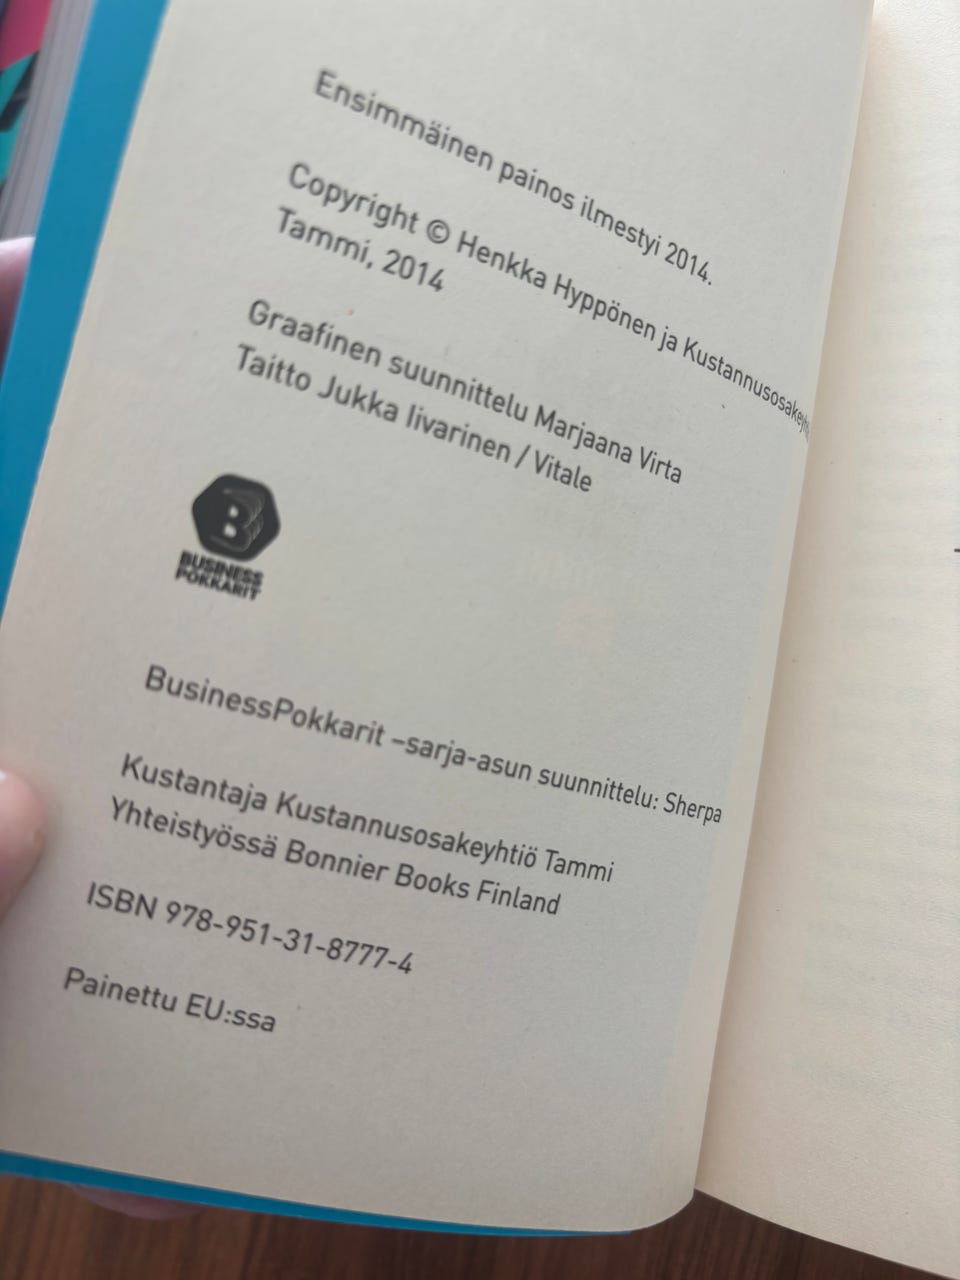 Ensimmäinen painos ilmestyi 2014.
Copyright © Henkka Hyppönen ja
Tammi, 2014
Graafinen suunnittelu Marjaana Virta
Taitto Jukka Iivarinen / Vitale
B
BUSINESS
POKKARIT
BusinessPokkarit –sarja-asun suunnittelu: Sherpa
Kustantaja Kustannusosakeyhtiö Tammi
Yhteistyössä Bonnier Books Finland
ISBN 978-951-31-8777-4
Painettu EU:ssa